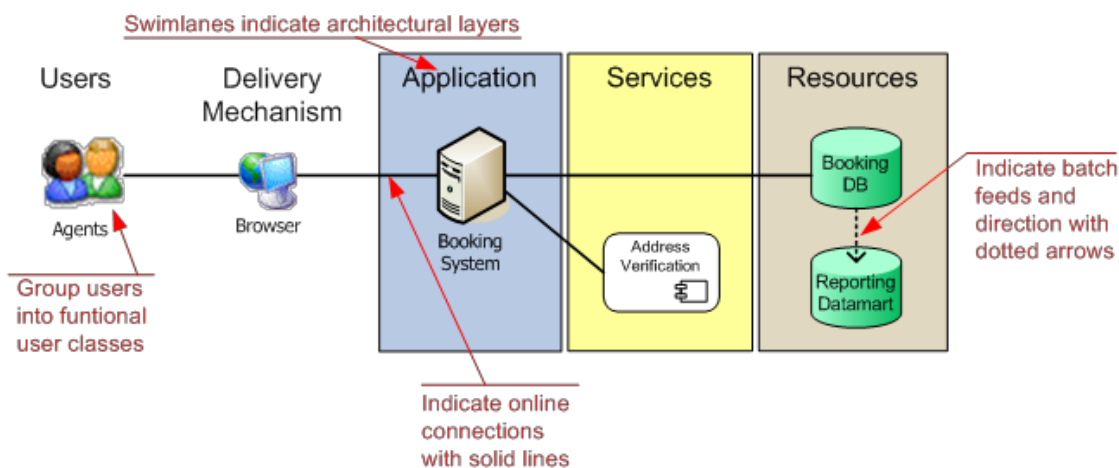 Swimlanes indicate architectural layers
Users
Delivery
Mechanism
Application
Services
Resources
Agents
Browser
Booking
System
Address
Verification
Booking
DB
Reporting
Datamart
Indicate batch
feeds and
direction with
dotted arrows
Group users
into funtional
user classes
Indicate online
connections
with solid lines